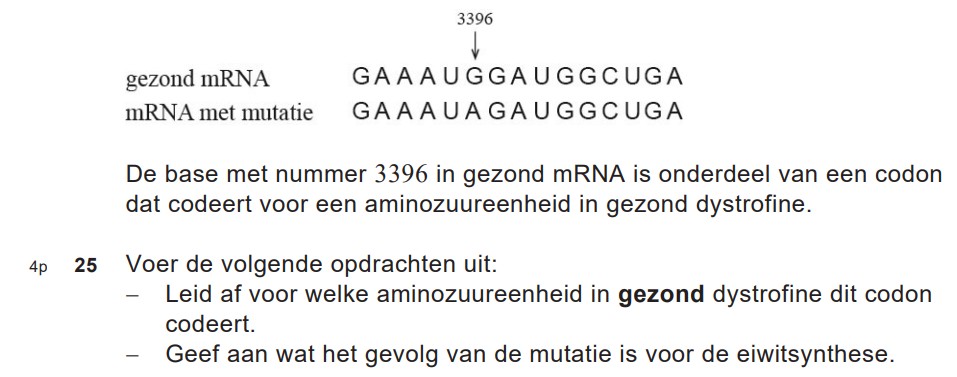 3396
gezond mRNA GAAAUGGAUGGCUGA
mRNA met mutatie GAAAUAGAUGGCUGA
De base met nummer 3396 in gezond mRNA is onderdeel van een codon
dat codeert voor een aminozuureenheid in gezond dystrofine.
4p 25 Voer de volgende opdrachten uit:
– Leid af voor welke aminozuureenheid in gezond dystrofine dit codon
codeert.
– Geef aan wat het gevolg van de mutatie is voor de eiwitsynthese.